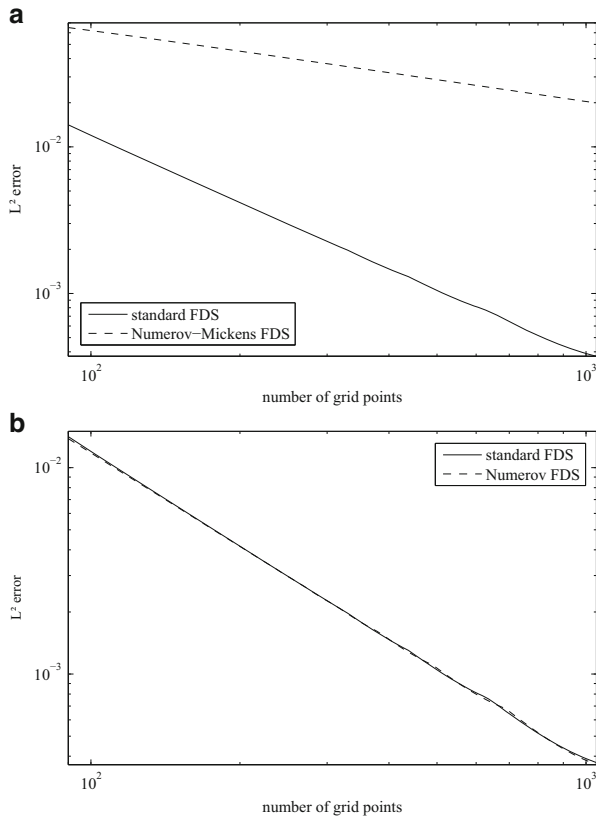 a
10⁻²
10⁻³
L² error
standard FDS
Numerov−Mickens FDS
10² 10³
number of grid points
b
standard FDS
Numerov FDS
10⁻²
10⁻³
L² error
10² 10³
number of grid points